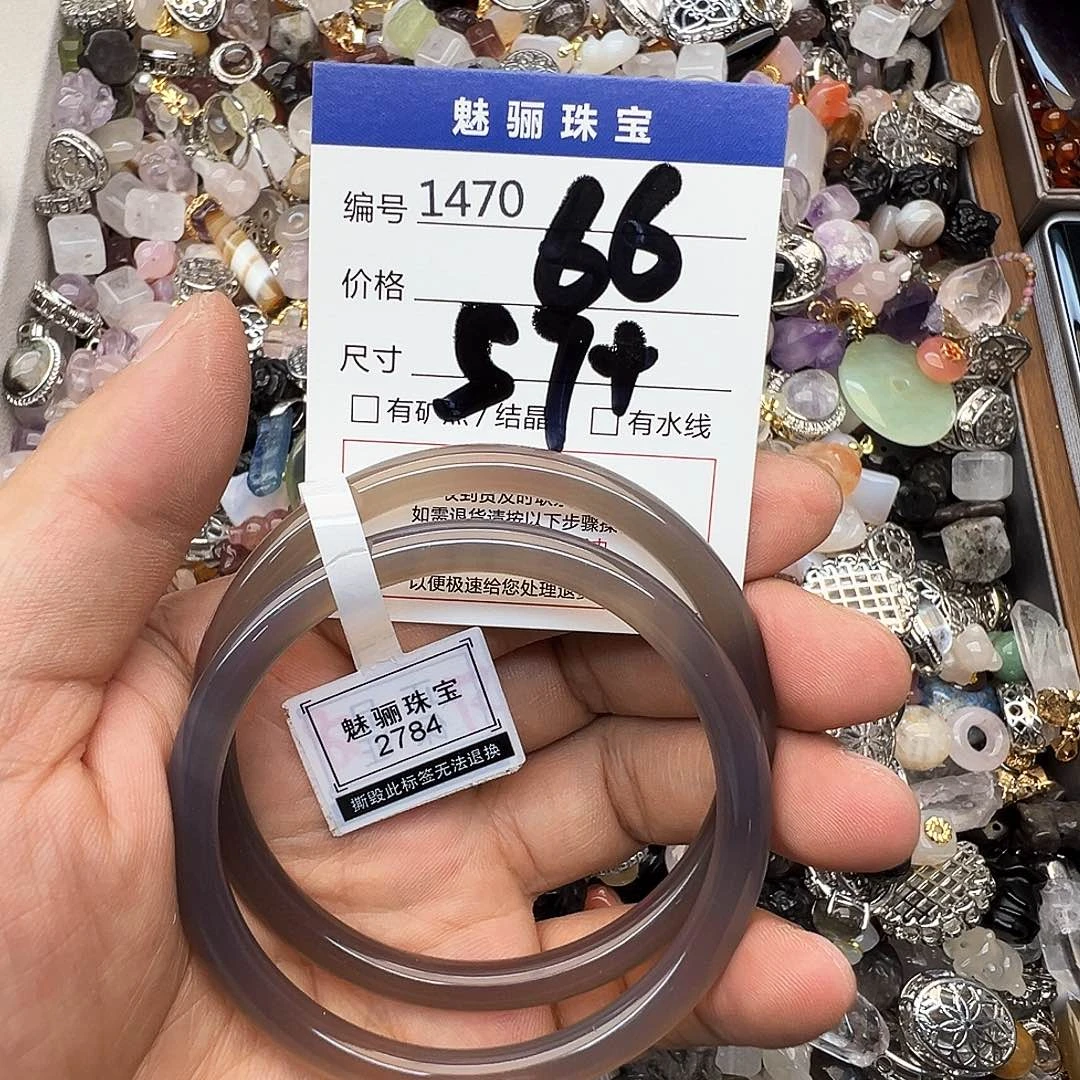 魅骊珠宝
编号 1470
66
价格
尺寸 57+
有矿点/结晶 有水线
如需退货请按以下步骤
以便极速给您处理退
魅骊珠宝
2784
撕毁此标签无法退换